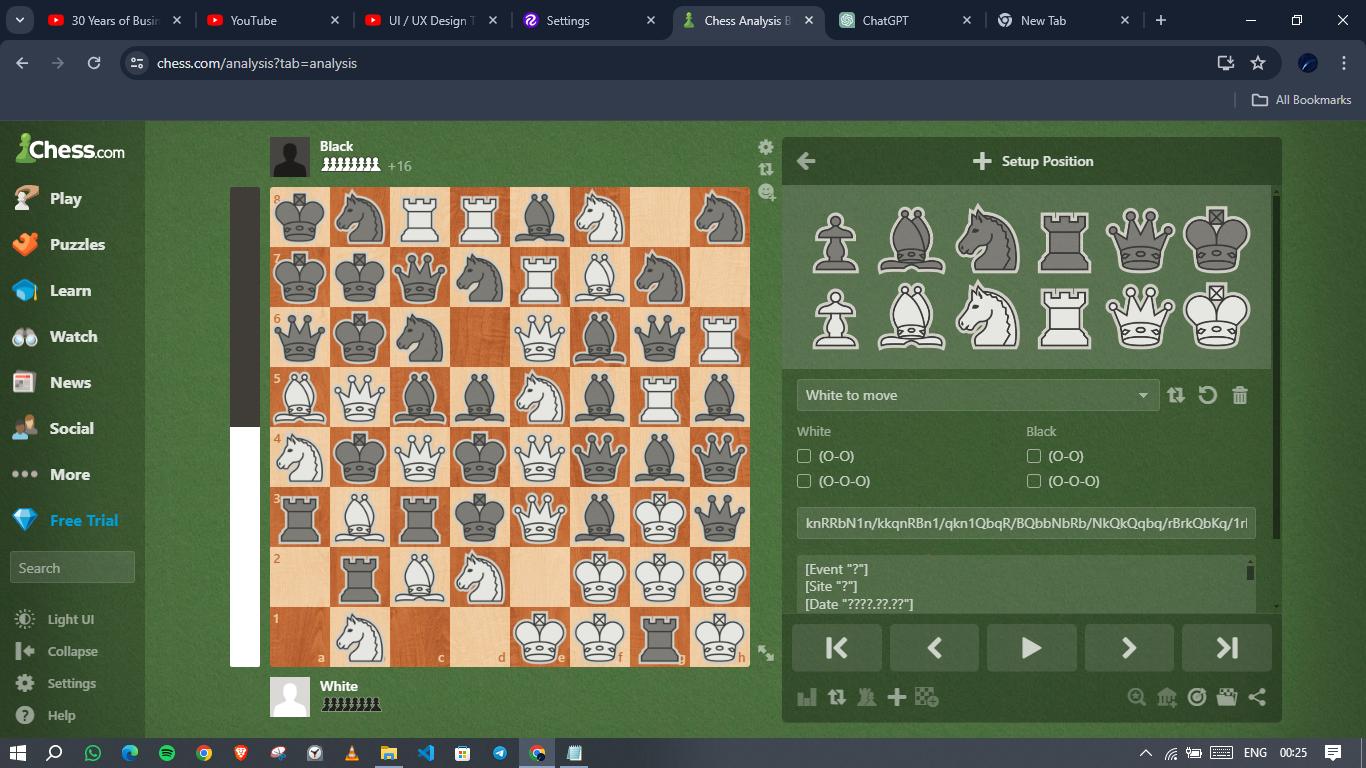 30 Years of Busin
YouTube
UI / UX Design T
Settings
Chess Analysis B
ChatGPT
New Tab
chess.com/analysis?tab=analysis
All Bookmarks
Chess.com
Play
Puzzles
Learn
Watch
News
Social
More
Free Trial
Search
Light UI
Collapse
Settings
Help
Black
+16
8
7
6
5
4
3
2
1
a
c
d
e
f
g
h
White
Setup Position
White to move
White
Black
(O-O)
(O-O)
(O-O-O)
(O-O-O)
knRRbN1n/kkqnRBn1/qkn1QbqR/BQbbNbRb/NkQkQqbq/rBrkQbKq/1r
[Event "?"]
[Site "?"]
[Date "????.??.??"]
ENG
00:25